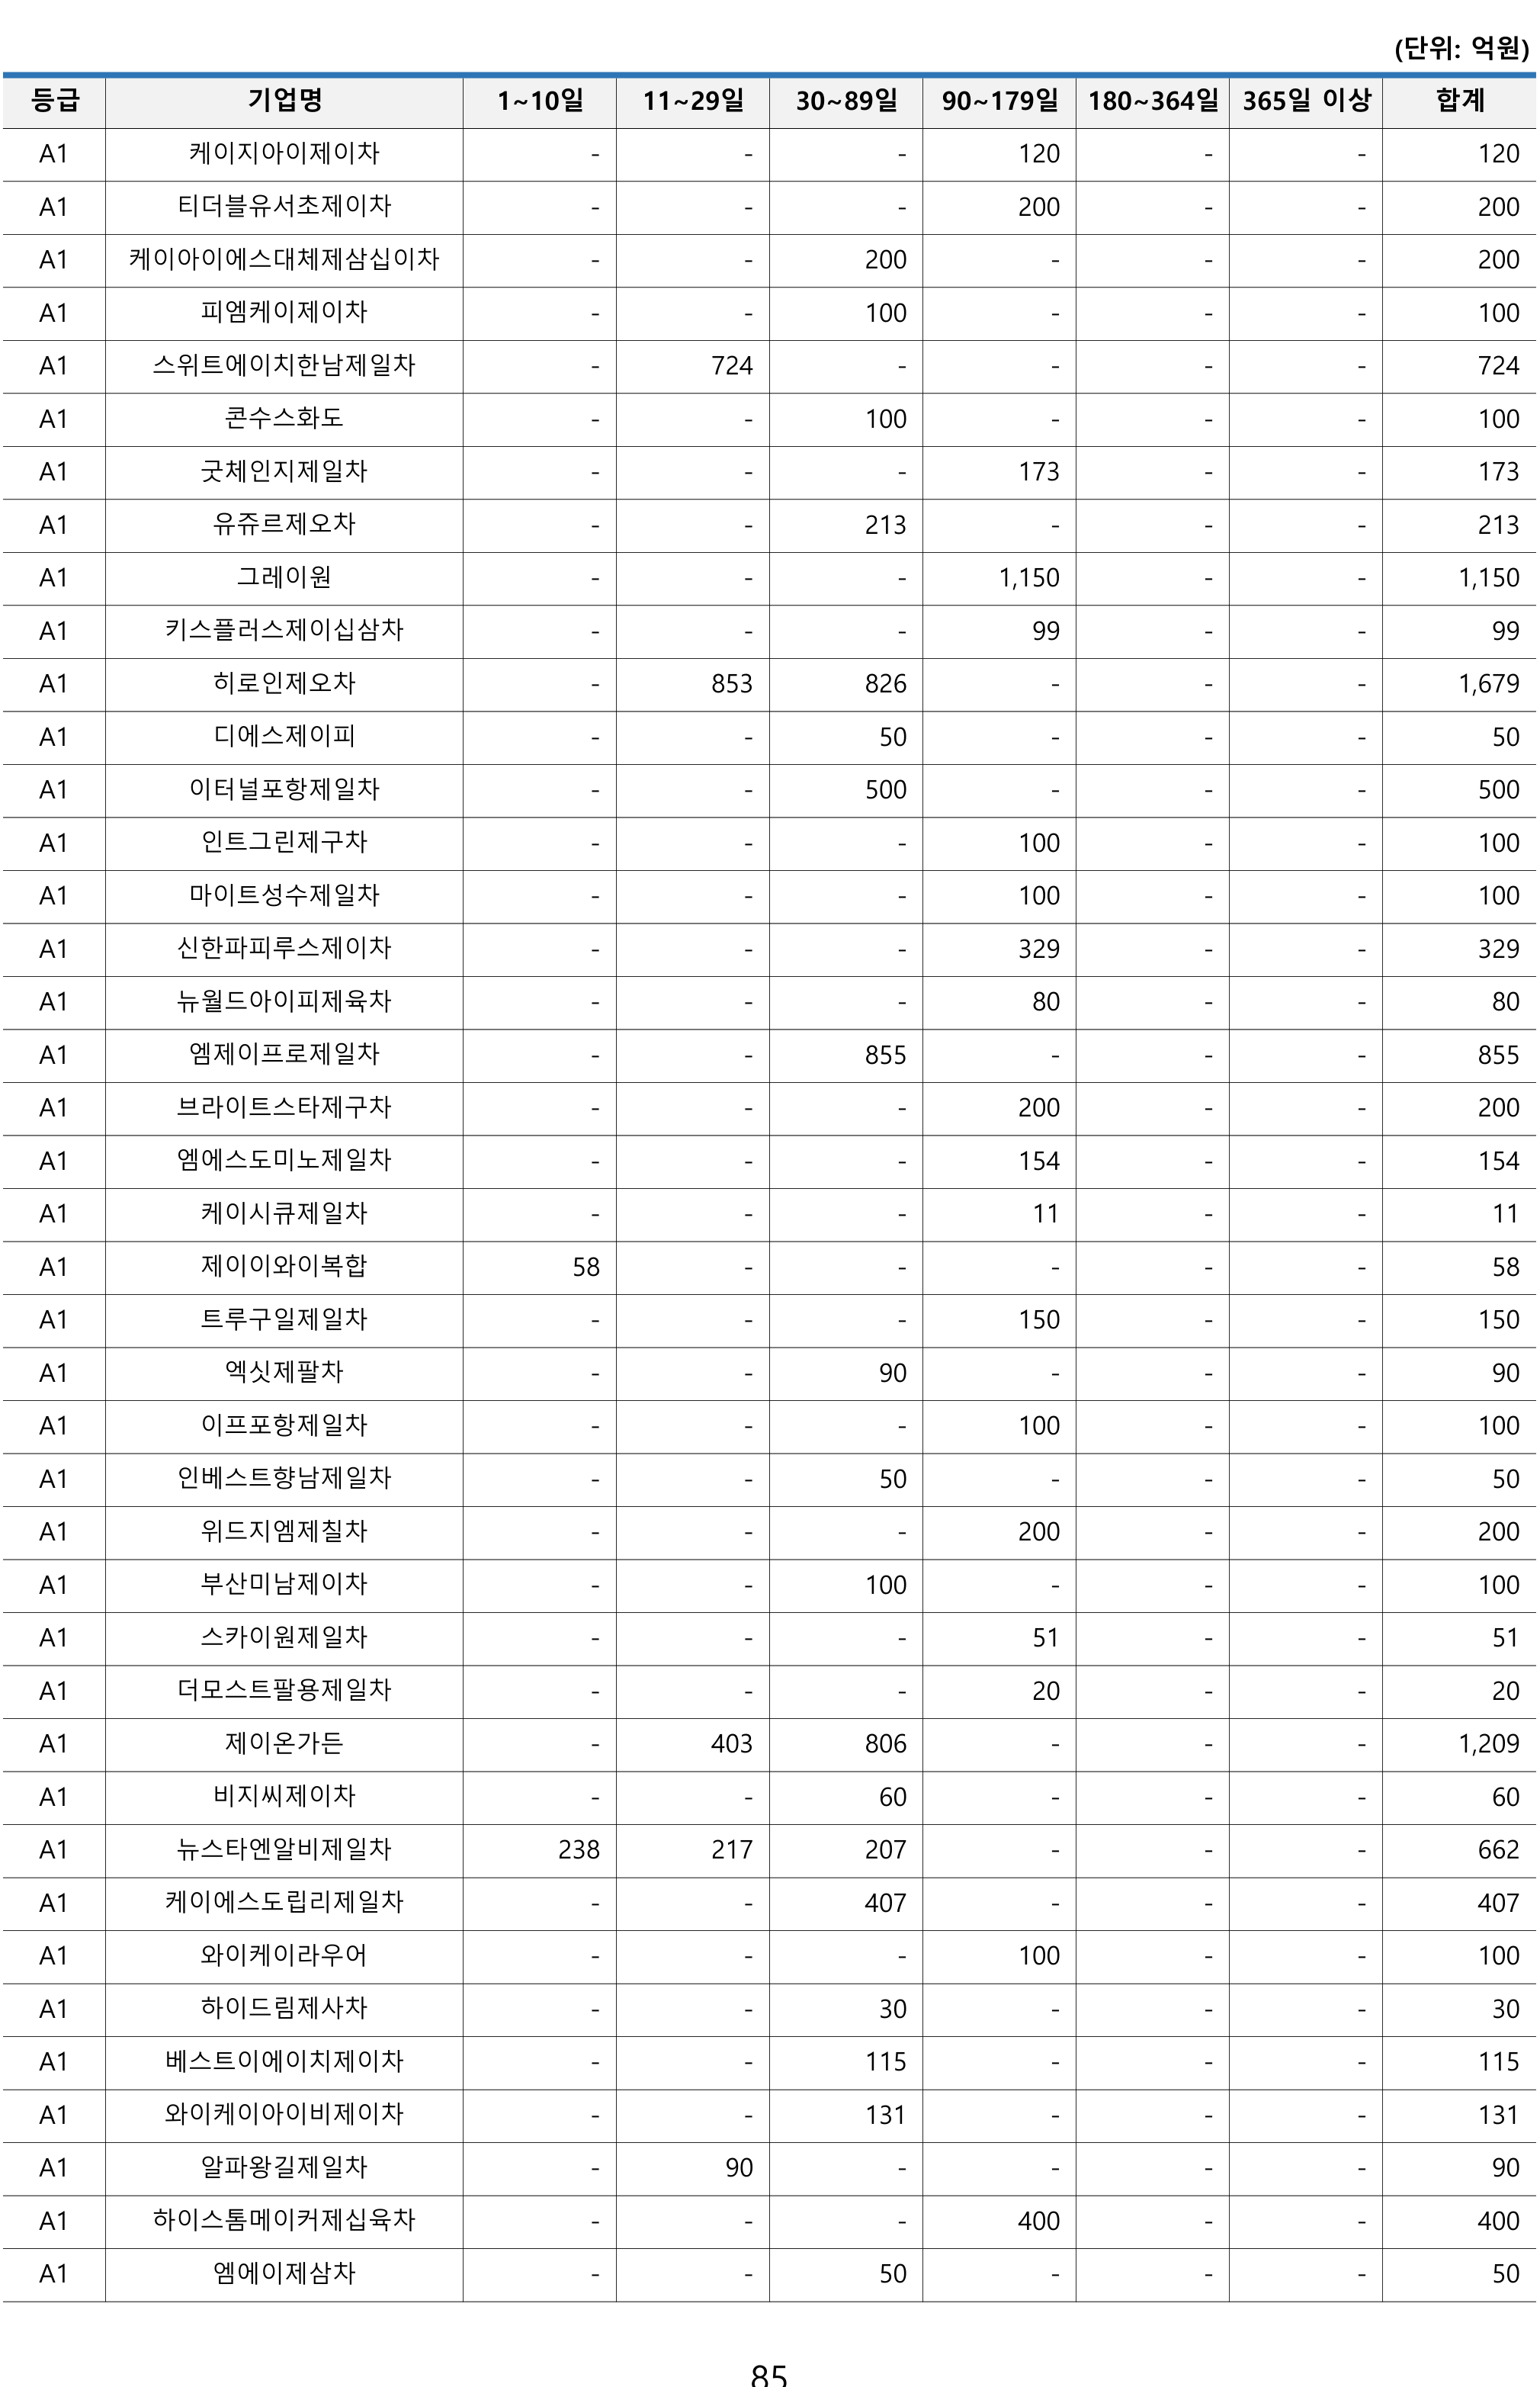 (단위: 억원)
등급 기업명 1~10일 11~29일 30~89일 90~179일 180~364일 365일 이상 합계
A1 케이지아이제이차 - - - 120 - - 120
A1 티더블유서초제이차 - - - 200 - - 200
A1 케이아이에스대체제삼십이차 - - 200 - - - 200
A1 피엠케이제이차 - - 100 - - - 100
A1 스위트에이치한남제일차 - 724 - - - - 724
A1 콘수스화도 - - 100 - - - 100
A1 굿체인지제일차 - - - 173 - - 173
A1 유쥬르제오차 - - 213 - - - 213
A1 그레이원 - - - 1,150 - - 1,150
A1 키스플러스제이십삼차 - - - 99 - - 99
A1 히로인제오차 - 853 826 - - - 1,679
A1 디에스제이피 - - 50 - - - 50
A1 이터널포항제일차 - - 500 - - - 500
A1 인트그린제구차 - - - 100 - - 100
A1 마이트성수제일차 - - - 100 - - 100
A1 신한파피루스제이차 - - - 329 - - 329
A1 뉴월드아이피제육차 - - - 80 - - 80
A1 엠제이프로제일차 - - 855 - - - 855
A1 브라이트스타제구차 - - - 200 - - 200
A1 엠에스도미노제일차 - - - 154 - - 154
A1 케이시큐제일차 - - - 11 - - 11
A1 제이이와이복합 58 - - - - - 58
A1 트루구일제일차 - - - 150 - - 150
A1 엑싯제팔차 - - 90 - - - 90
A1 이프포항제일차 - - - 100 - - 100
A1 인베스트향남제일차 - - 50 - - - 50
A1 위드지엠제칠차 - - - 200 - - 200
A1 부산미남제이차 - - 100 - - - 100
A1 스카이원제일차 - - - 51 - - 51
A1 더모스트팔용제일차 - - - 20 - - 20
A1 제이온가든 - 403 806 - - - 1,209
A1 비지씨제이차 - - 60 - - - 60
A1 뉴스타엔알비제일차 238 217 207 - - - 662
A1 케이에스도립리제일차 - - 407 - - - 407
A1 와이케이라우어 - - - 100 - - 100
A1 하이드림제사차 - - 30 - - - 30
A1 베스트이에이치제이차 - - 115 - - - 115
A1 와이케이아이비제이차 - - 131 - - - 131
A1 알파왕길제일차 - 90 - - - - 90
A1 하이스톰메이커제십육차 - - - 400 - - 400
A1 엠에이제삼차 - - 50 - - - 50
85